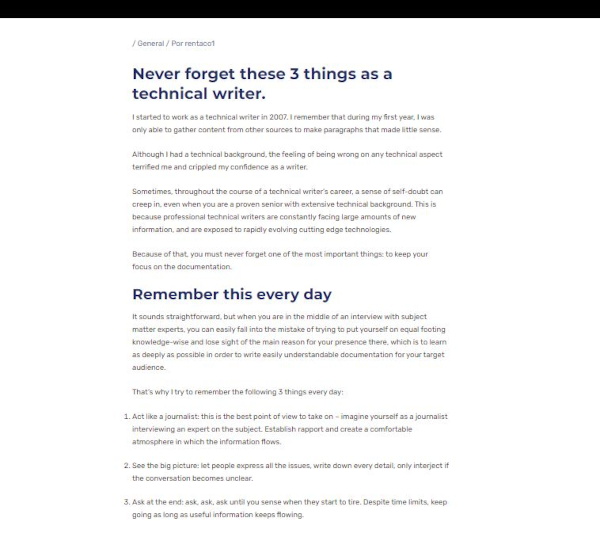 / General / Por rentaco1
Never forget these 3 things as a
technical writer.
I started to work as a technical writer in 2007. I remember that during my first year, I was
only able to gather content from other sources to make paragraphs that made little sense.
Although I had a technical background, the feeling of being wrong on any technical aspect
terrified me and crippled my confidence as a writer.
Sometimes, throughout the course of a technical writer's career, a sense of self-doubt can
creep in, even when you are a proven senior with extensive technical background. This is
because professional technical writers are constantly facing large amounts of new
information, and are exposed to rapidly evolving cutting edge technologies.
Because of that, you must never forget one of the most important things: to keep your
focus on the documentation.
Remember this every day
It sounds straightforward, but when you are in the middle of an interview with subject
matter experts, you can easily fall into the mistake of trying to put yourself on equal footing
knowledge-wise and lose sight of the main reason for your presence there, which is to learn
as deeply as possible in order to write easily understandable documentation for your target
audience.
That's why I try to remember the following 3 things every day:
1. Act like a journalist: this is the best point of view to take on – imagine yourself as a journalist
interviewing an expert on the subject. Establish rapport and create a comfortable
atmosphere in which the information flows.
2. See the big picture: let people express all the issues, write down every detail, only interject if
the conversation becomes unclear.
3. Ask at the end: ask, ask, ask until you sense when they start to tire. Despite time limits, keep
going as long as useful information keeps flowing.